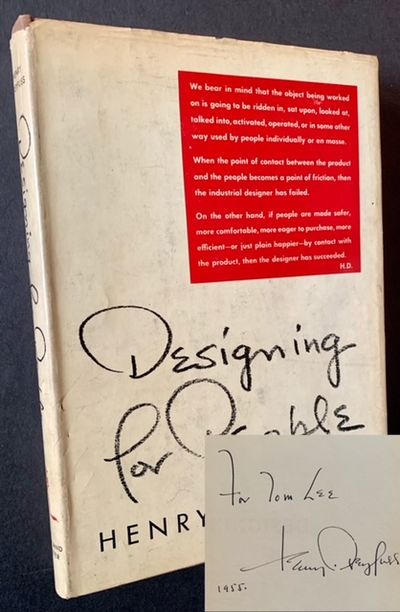 We bear in mind that the object being worked
on is going to be ridden in, sat upon, looked at,
talked into, activated, operated, or in some other
way used by people individually or en masse.
When the point of contact between the product
and the people becomes a point of friction, then
the industrial designer has failed.
On the other hand, if people are made safer,
more comfortable, more eager to purchase, more
efficient—or just plain happier—by contact with
the product, then the designer has succeeded.
H.D.
Designing
for People
HENRY
Designing
For Tom Lee
Henry Dreyfuss
1955.